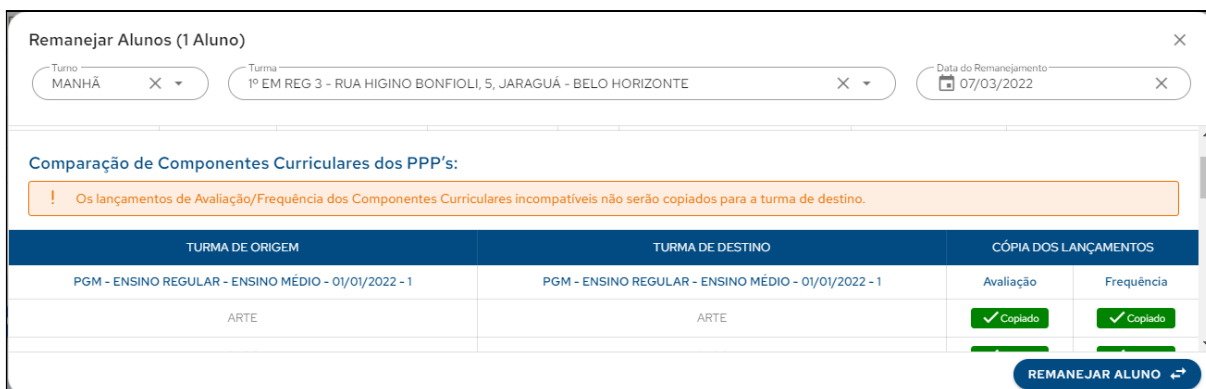 Remanejar Alunos (1 Aluno)
Turno
MANHÃ
Turma
1º EM REG 3 - RUA HIGINO BONFIOLI, 5, JARAGUÁ - BELO HORIZONTE
Data do Remanejamento
07/03/2022
Comparação de Componentes Curriculares dos PPP's:
! Os lançamentos de Avaliação/Frequência dos Componentes Curriculares incompatíveis não serão copiados para a turma de destino.
TURMA DE ORIGEM TURMA DE DESTINO CÓPIA DOS LANÇAMENTOS
PGM - ENSINO REGULAR - ENSINO MÉDIO - 01/01/2022 - 1 PGM - ENSINO REGULAR - ENSINO MÉDIO - 01/01/2022 - 1 Avaliação Frequência
ARTE ARTE Copiado Copiado
REMANEJAR ALUNO